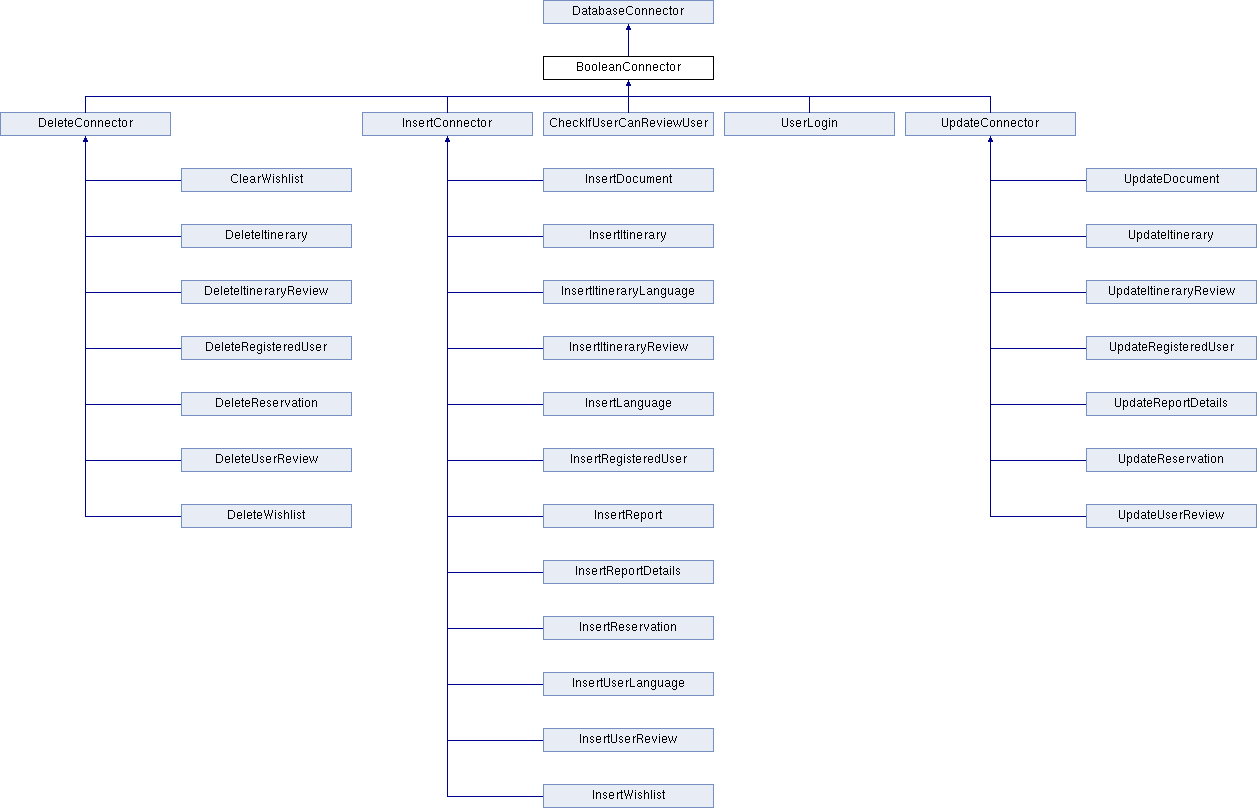 DatabaseConnector
BooleanConnector
DeleteConnector
InsertConnector
CheckIfUserCanReviewUser
UserLogin
UpdateConnector
ClearWishlist
InsertDocument
UpdateDocument
DeleteItinerary
InsertItinerary
UpdateItinerary
DeleteItineraryReview
InsertItineraryLanguage
UpdateItineraryReview
DeleteRegisteredUser
InsertItineraryReview
UpdateRegisteredUser
DeleteReservation
InsertLanguage
UpdateReportDetails
DeleteUserReview
InsertRegisteredUser
UpdateReservation
DeleteWishlist
InsertReport
UpdateUserReview
InsertReportDetails
InsertReservation
InsertUserLanguage
InsertUserReview
InsertWishlist